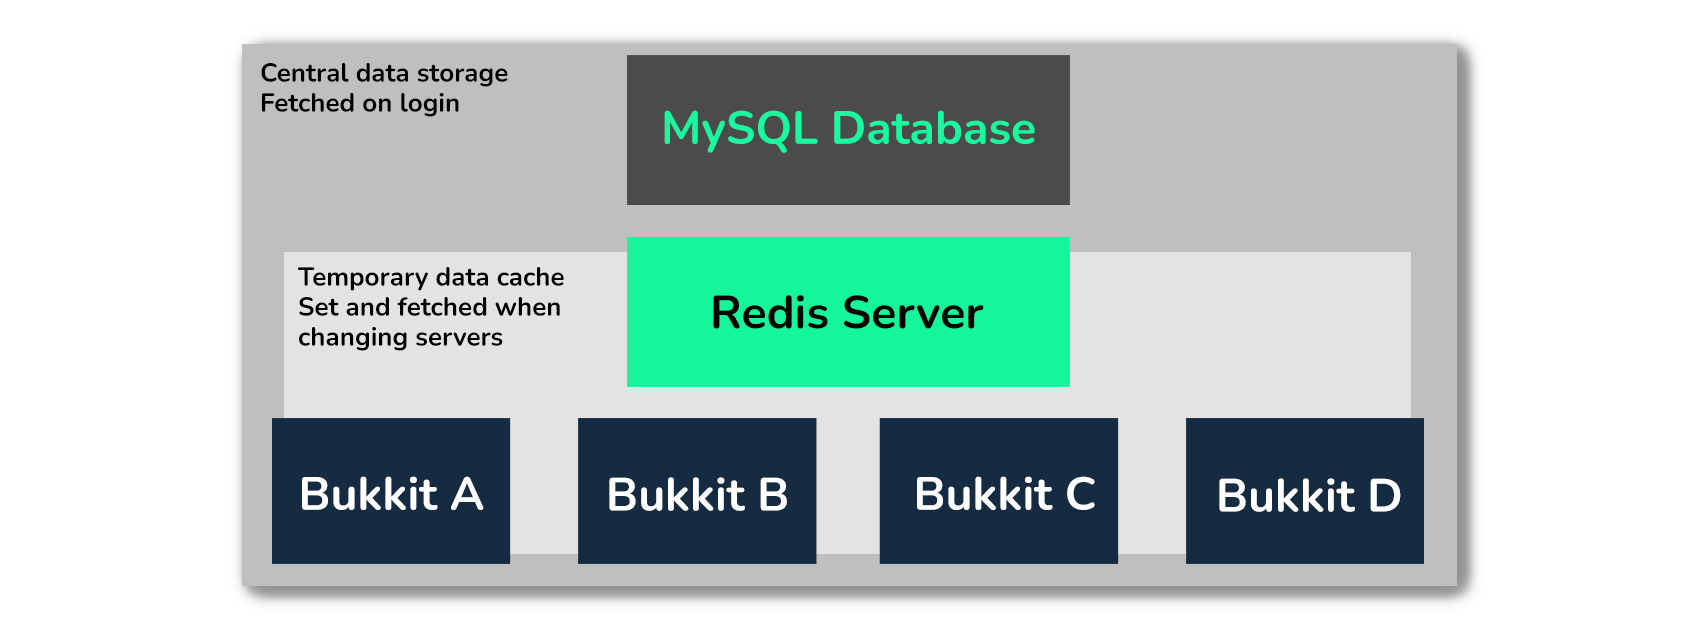 Central data storage
Fetched on login
MySQL Database
Temporary data cache
Set and fetched when
changing servers
Redis Server
Bukkit A
Bukkit B
Bukkit C
Bukkit D